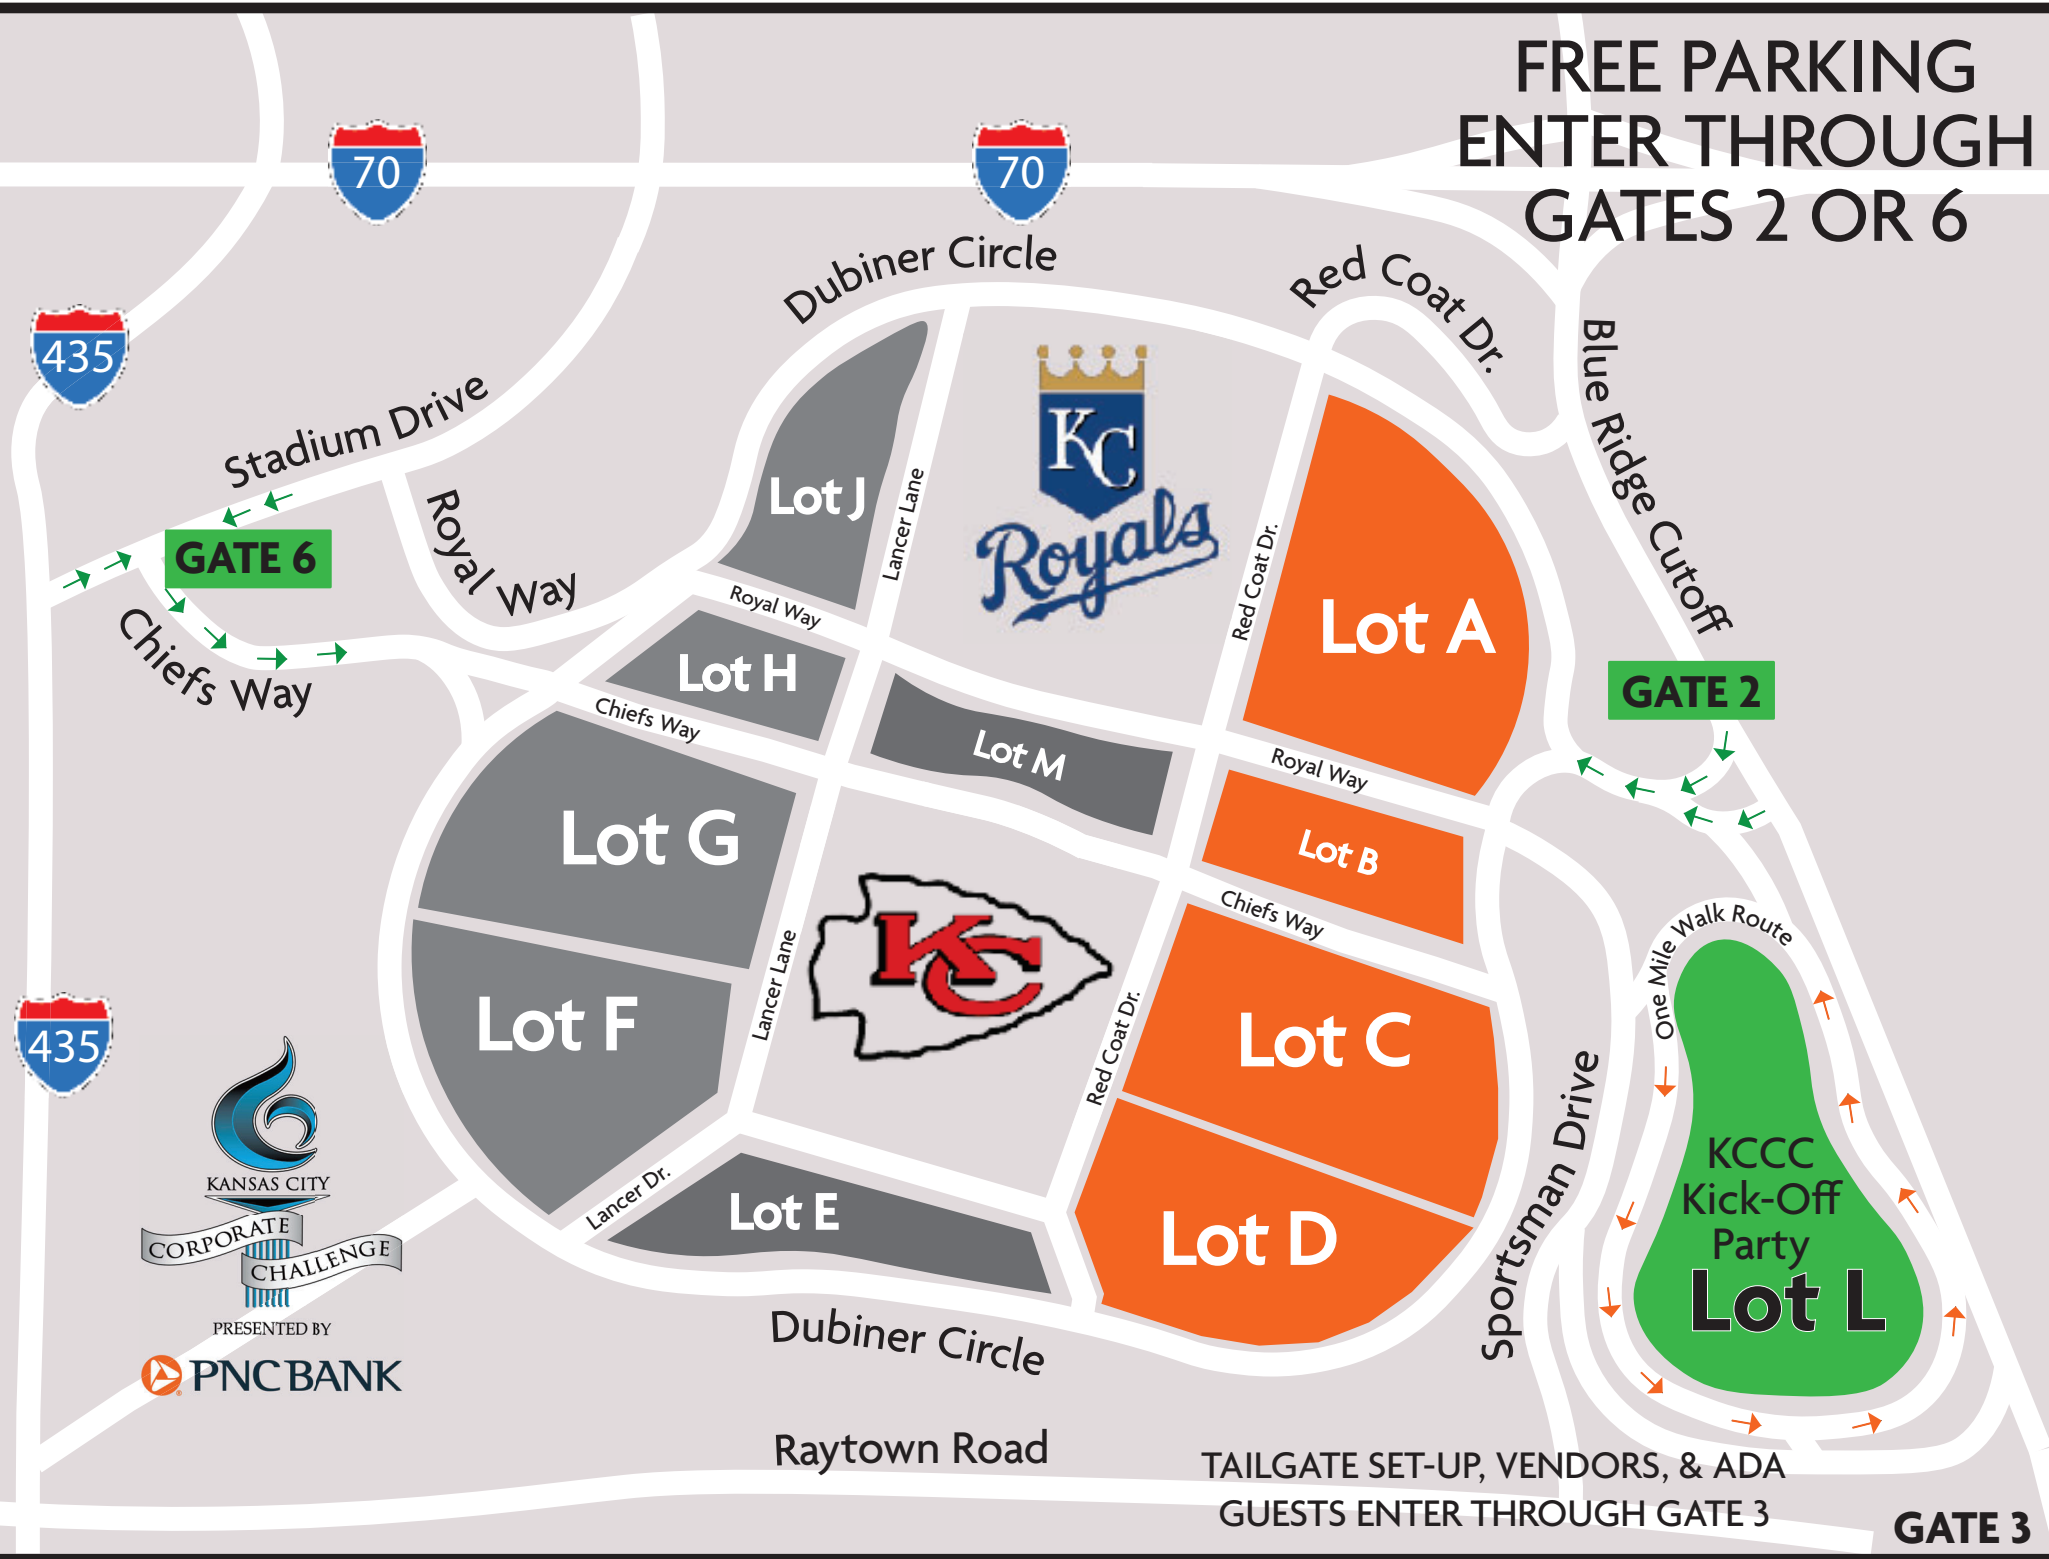 FREE PARKING
ENTER THROUGH
GATES 2 OR 6
70
70
Dubiner Circle
Red Coat Dr.
435
Blue Ridge Cutoff
Stadium Drive
KC
Royals
Lot J
Lancer Lane
Royal Way
Red Coat Dr.
GATE 6
Royal Way
Lot A
Chiefs Way
Lot H
GATE 2
Chiefs Way
Lot M
Royal Way
Lot G
Lot B
Chiefs Way
One Mile Walk Route
KC
Lancer Lane
Lot F
Lot C
Red Coat Dr.
435
Sportsman Drive
KCCC
Kick-Off
Party
Lot L
KANSAS CITY
CORPORATE
CHALLENGE
PRESENTED BY
PNC BANK
Lancer Dr.
Lot E
Lot D
Dubiner Circle
Raytown Road
TAILGATE SET-UP, VENDORS, & ADA
GUESTS ENTER THROUGH GATE 3
GATE 3